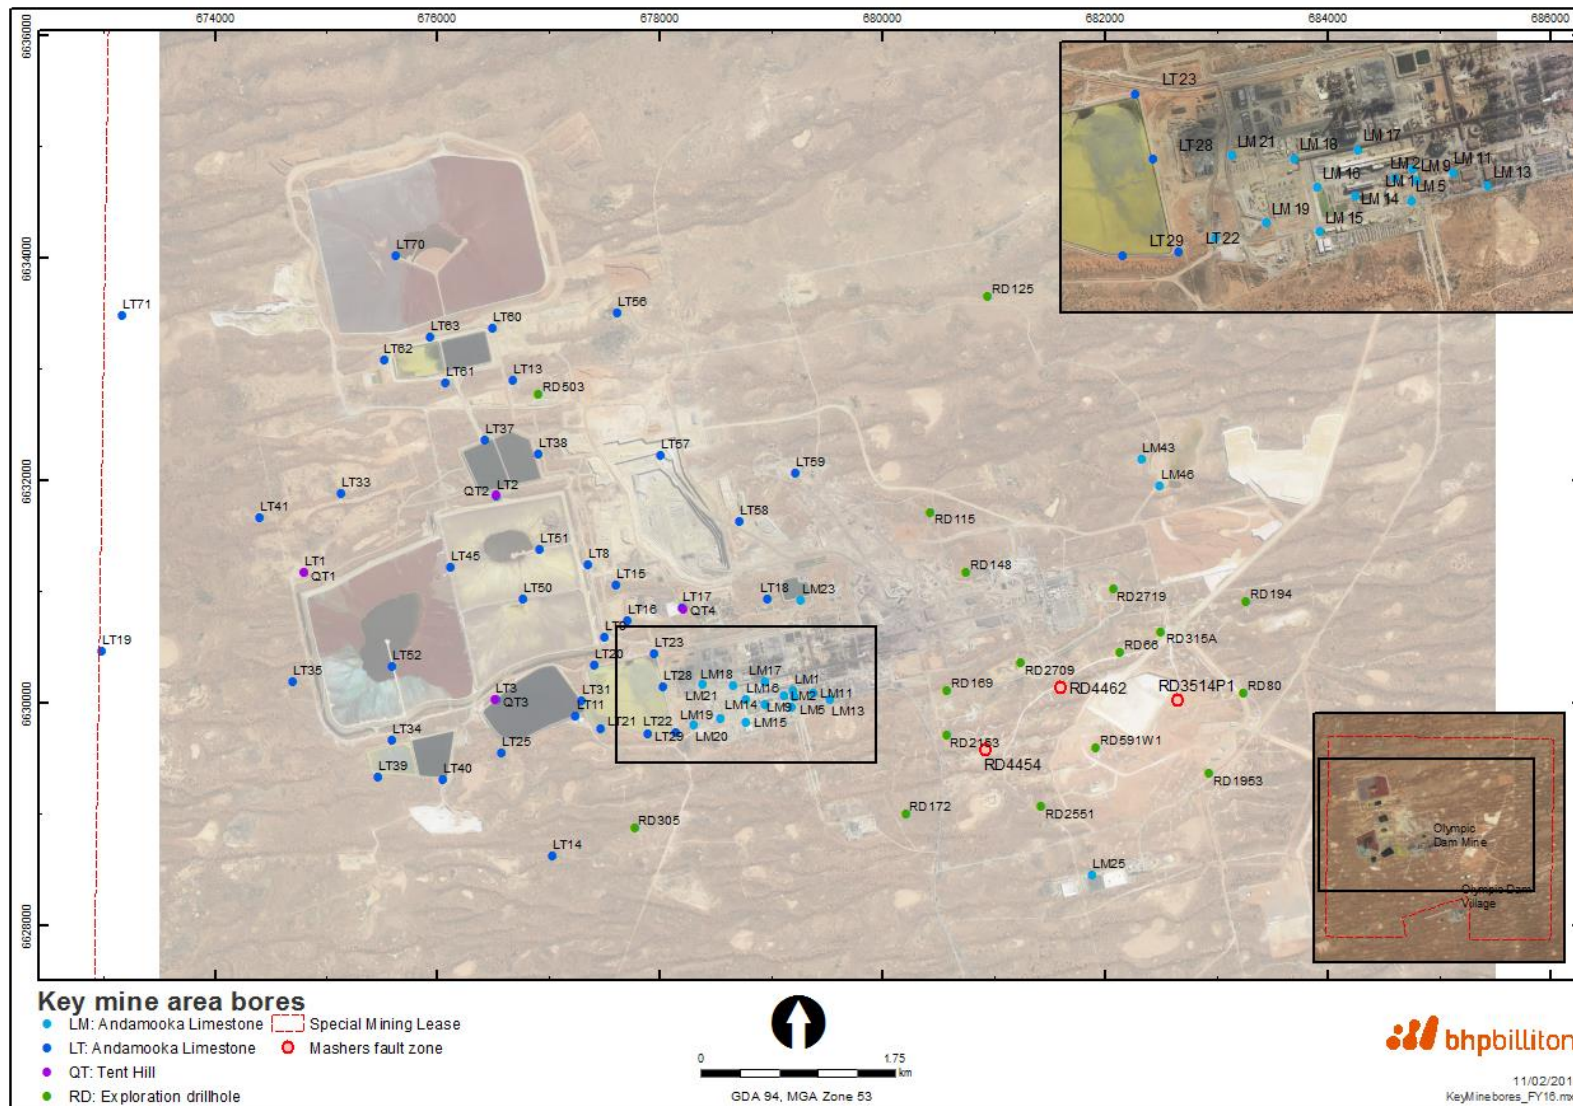 674000 676000 678000 680000 682000 684000 686000
6636000
6634000
6632000
6630000
6628000
LT23
LT28 LM 21 LM 18 LM 17
LM 2 LM 9 LM 11
LM 16 LM 1 LM 5 LM 13
LM 14
LM 19 LM 15
LT29 LT22
LT70
LT71
LT56
RD125
LT63 LT60
LT62
LT61 LT13
RD503
LT37
LT38 LT57
LT59
LM43
LM46
QT2 LT2
LT33
LT41
LT58
RD115
LT51
LT45 LT8
LT1
QT1
LT15
RD148
LT50
LT17
QT4
LT18 LM23
RD2719
RD194
LT16
LT9
RD315A
RD66
LT19
LT23
LT20
LT52
RD2709
LT35
LT28 LM18 LM17 LM1
RD169
RD4462 RD3514P1
RD80
LT3
QT3
LT31
LM21 LM16 LM2 LM11
LT11
LM14 LM9 LM5 LM13
LM19 LM15
LT34
LT21 LT22
LT29 LM20
RD2153
RD4454
RD591W1
LT25
LT39 LT40
RD1953
RD172
RD2551
RD305
LT14
LM25
Olympic
Dam Mine
Olympic Dam
Village
Key mine area bores
LM: Andamooka Limestone
LT: Andamooka Limestone
QT: Tent Hill
RD: Exploration drillhole
Special Mining Lease
Mashers fault zone
0 1.75
km
GDA 94, MGA Zone 53
bhpbilliton
11/02/201
KeyMinebores_FY16.mx